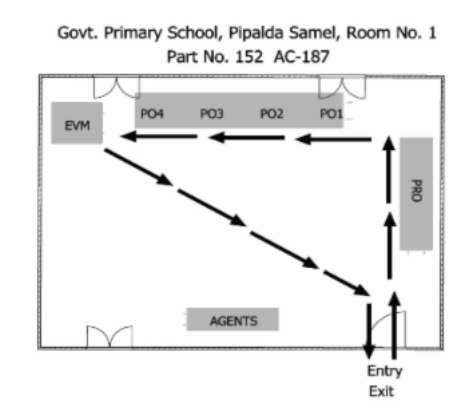 Govt. Primary School, Pipalda Samel, Room No. 1
Part No. 152 AC-187
EVM
PO4 PO3 PO2 PO1
PRO
AGENTS
Entry
Exit